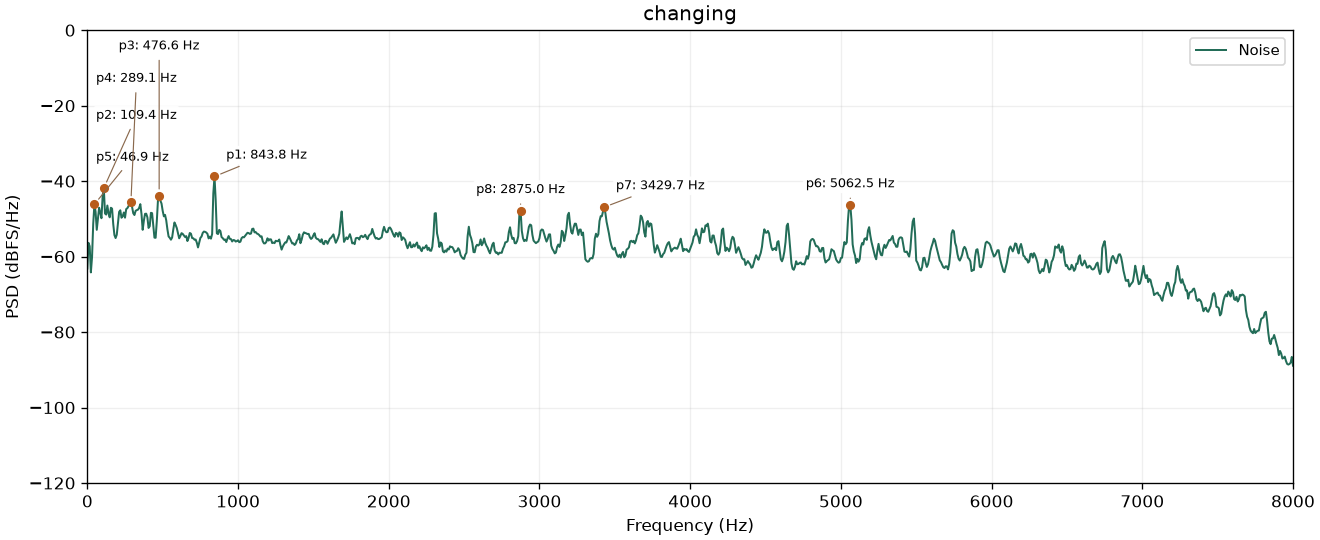 changing
p3: 476.6 Hz
p4: 289.1 Hz
p2: 109.4 Hz
p5: 46.9 Hz
p1: 843.8 Hz
p8: 2875.0 Hz
p7: 3429.7 Hz
p6: 5062.5 Hz
Noise
PSD (dBFS/Hz)
0
−20
−40
−60
−80
−100
−120
0 1000 2000 3000 4000 5000 6000 7000 8000
Frequency (Hz)